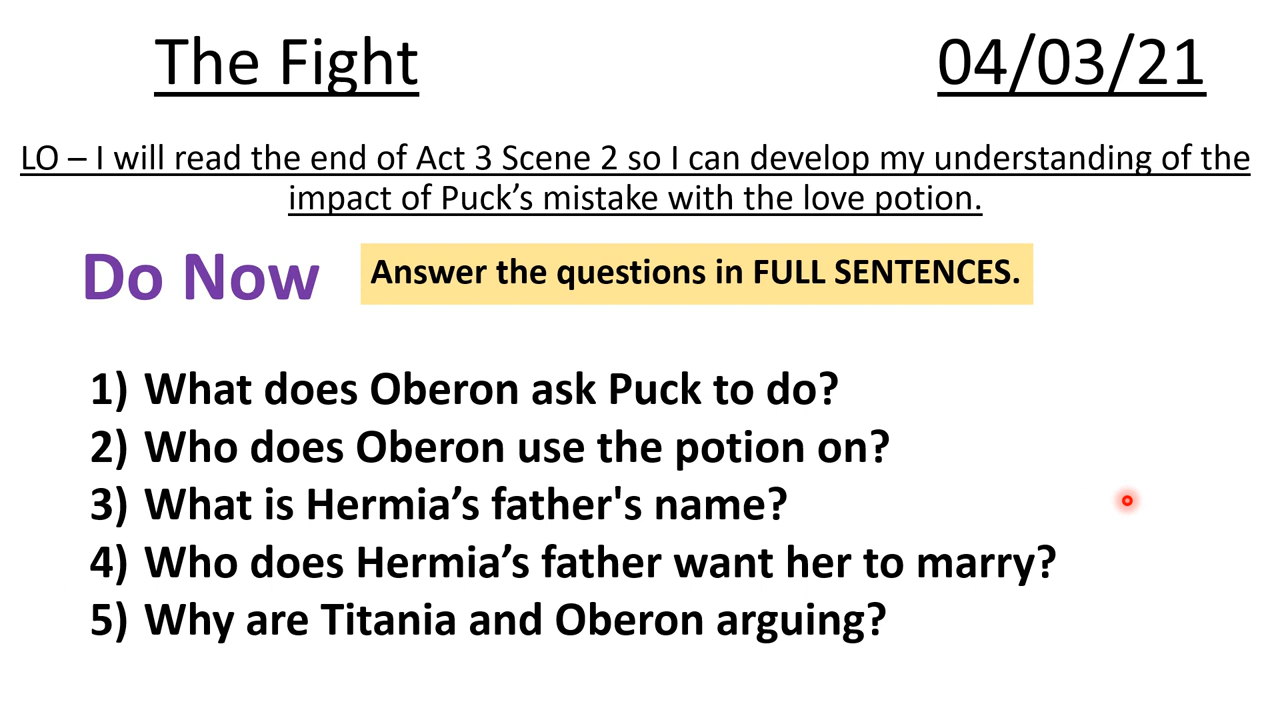 The Fight
04/03/21
LO – I will read the end of Act 3 Scene 2 so I can develop my understanding of the
impact of Puck’s mistake with the love potion.
Do Now
Answer the questions in FULL SENTENCES.
1) What does Oberon ask Puck to do?
2) Who does Oberon use the potion on?
3) What is Hermia’s father's name?
4) Who does Hermia’s father want her to marry?
5) Why are Titania and Oberon arguing?